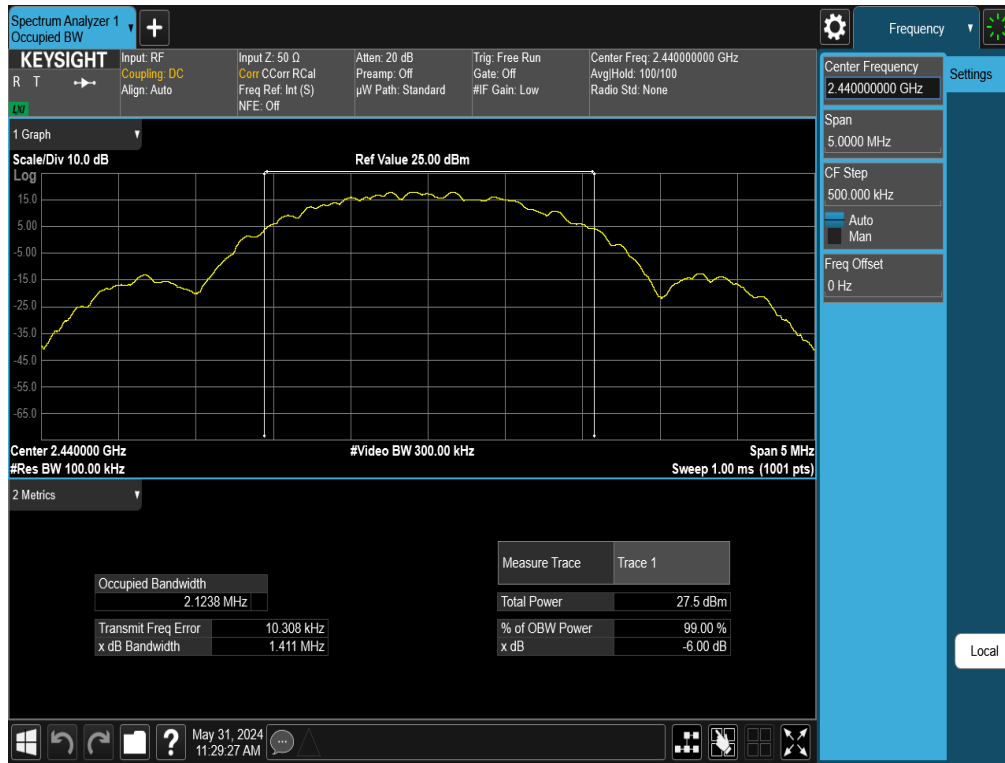 Spectrum Analyzer 1
Occupied BW
Frequency
KEYSIGHT
R T
LXI
Input: RF
Coupling: DC
Align: Auto
Input Z: 50 Ω
Corr CCorr RCal
Freq Ref: Int (S)
NFE: Off
Atten: 20 dB
Preamp: Off
µW Path: Standard
Trig: Free Run
Gate: Off
#IF Gain: Low
Center Freq: 2.440000000 GHz
Avg|Hold: 100/100
Radio Std: None
Center Frequency
2.440000000 GHz
Settings
Span
5.0000 MHz
CF Step
500.000 kHz
Auto
Man
Freq Offset
0 Hz
1 Graph
Scale/Div 10.0 dB
Ref Value 25.00 dBm
Log
15.0
5.00
-5.00
-15.0
-25.0
-35.0
-45.0
-55.0
-65.0
Center 2.440000 GHz
#Video BW 300.00 kHz
Span 5 MHz
#Res BW 100.00 kHz
Sweep 1.00 ms (1001 pts)
2 Metrics
Measure Trace
Trace 1
Occupied Bandwidth
2.1238 MHz
Total Power
27.5 dBm
Transmit Freq Error
10.308 kHz
% of OBW Power
99.00 %
x dB Bandwidth
1.411 MHz
x dB
-6.00 dB
Local
?
May 31, 2024
11:29:27 AM